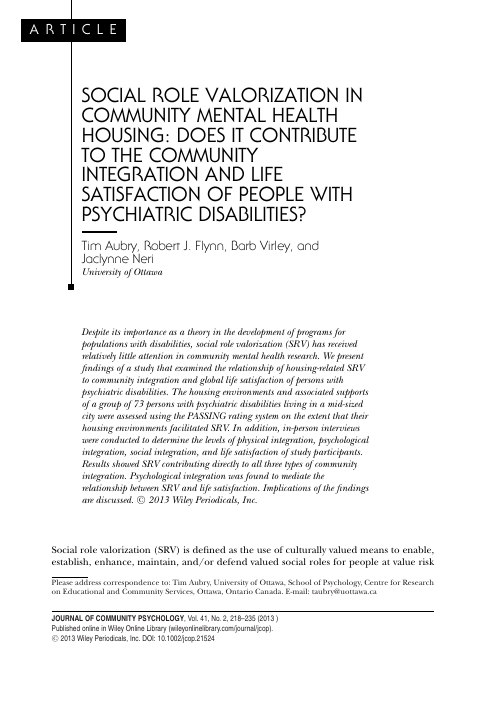 ARTICLE
SOCIAL ROLE VALORIZATION IN
COMMUNITY MENTAL HEALTH
HOUSING: DOES IT CONTRIBUTE
TO THE COMMUNITY
INTEGRATION AND LIFE
SATISFACTION OF PEOPLE WITH
PSYCHIATRIC DISABILITIES?
Tim Aubry, Robert J. Flynn, Barb Virley, and
Jaclynne Neri
University of Ottawa
Despite its importance as a theory in the development of programs for
populations with disabilities, social role valorization (SRV) has received
relatively little attention in community mental health research. We present
findings of a study that examined the relationship of housing-related SRV
to community integration and global life satisfaction of persons with
psychiatric disabilities. The housing environments and associated supports
of a group of 73 persons with psychiatric disabilities living in a mid-sized
city were assessed using the PASSING rating system on the extent that their
housing environments facilitated SRV. In addition, in-person interviews
were conducted to determine the levels of physical integration, psychological
integration, social integration, and life satisfaction of study participants.
Results showed SRV contributing directly to all three types of community
integration. Psychological integration was found to mediate the
relationship between SRV and life satisfaction. Implications of the findings
are discussed. © 2013 Wiley Periodicals, Inc.
Social role valorization (SRV) is defined as the use of culturally valued means to enable,
establish, enhance, maintain, and/or defend valued social roles for people at value risk
Please address correspondence to: Tim Aubry, University of Ottawa, School of Psychology, Centre for Research
on Educational and Community Services, Ottawa, Ontario Canada. E-mail: taubry@uottawa.ca
JOURNAL OF COMMUNITY PSYCHOLOGY, Vol. 41, No. 2, 218–235 (2013 )
Published online in Wiley Online Library (wileyonlinelibrary.com/journal/jcop).
© 2013 Wiley Periodicals, Inc. DOI: 10.1002/jcop.21524